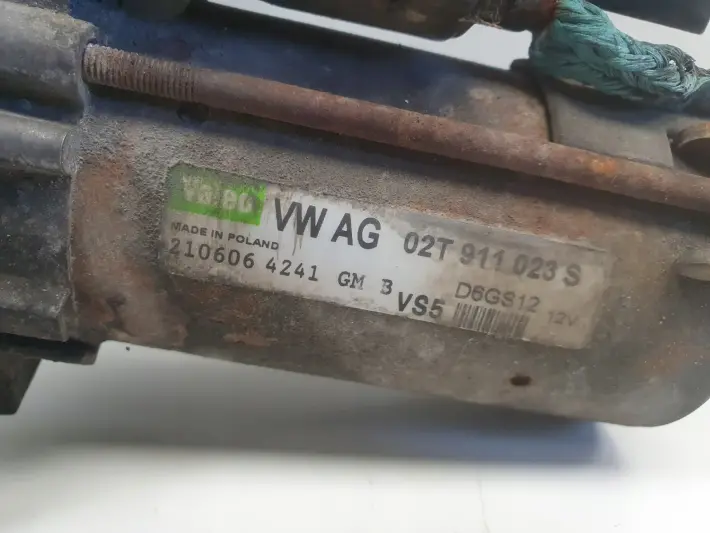 Valeo
VW AG 02T 911 023 S
MADE IN POLAND
210606 4241 GM B VS5 D6GS12 12V